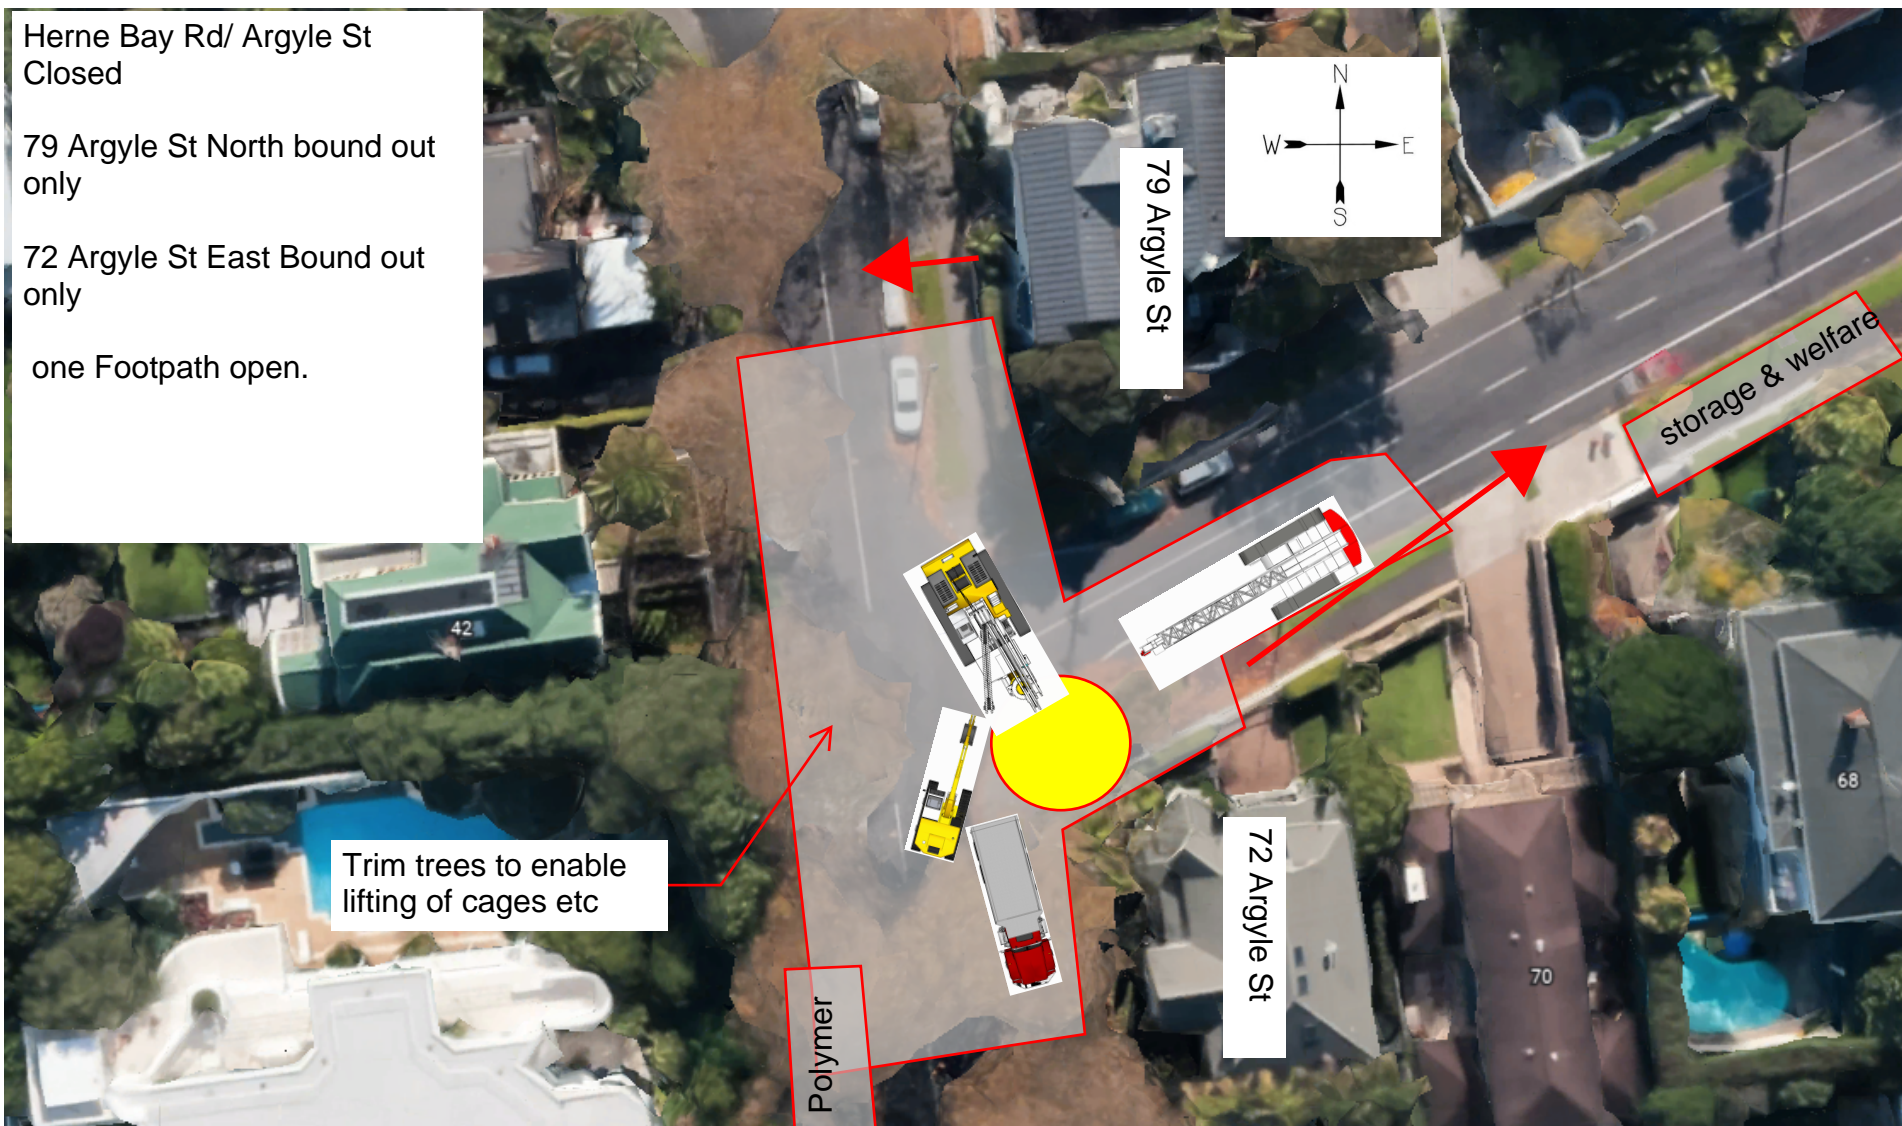 Herne Bay Rd/ Argyle St
Closed
79 Argyle St North bound out
only
72 Argyle St East Bound out
only
one Footpath open.
N
W E
S
79 Argyle St
storage & welfare
42
Trim trees to enable
lifting of cages etc
72 Argyle St
68
70
Polymer